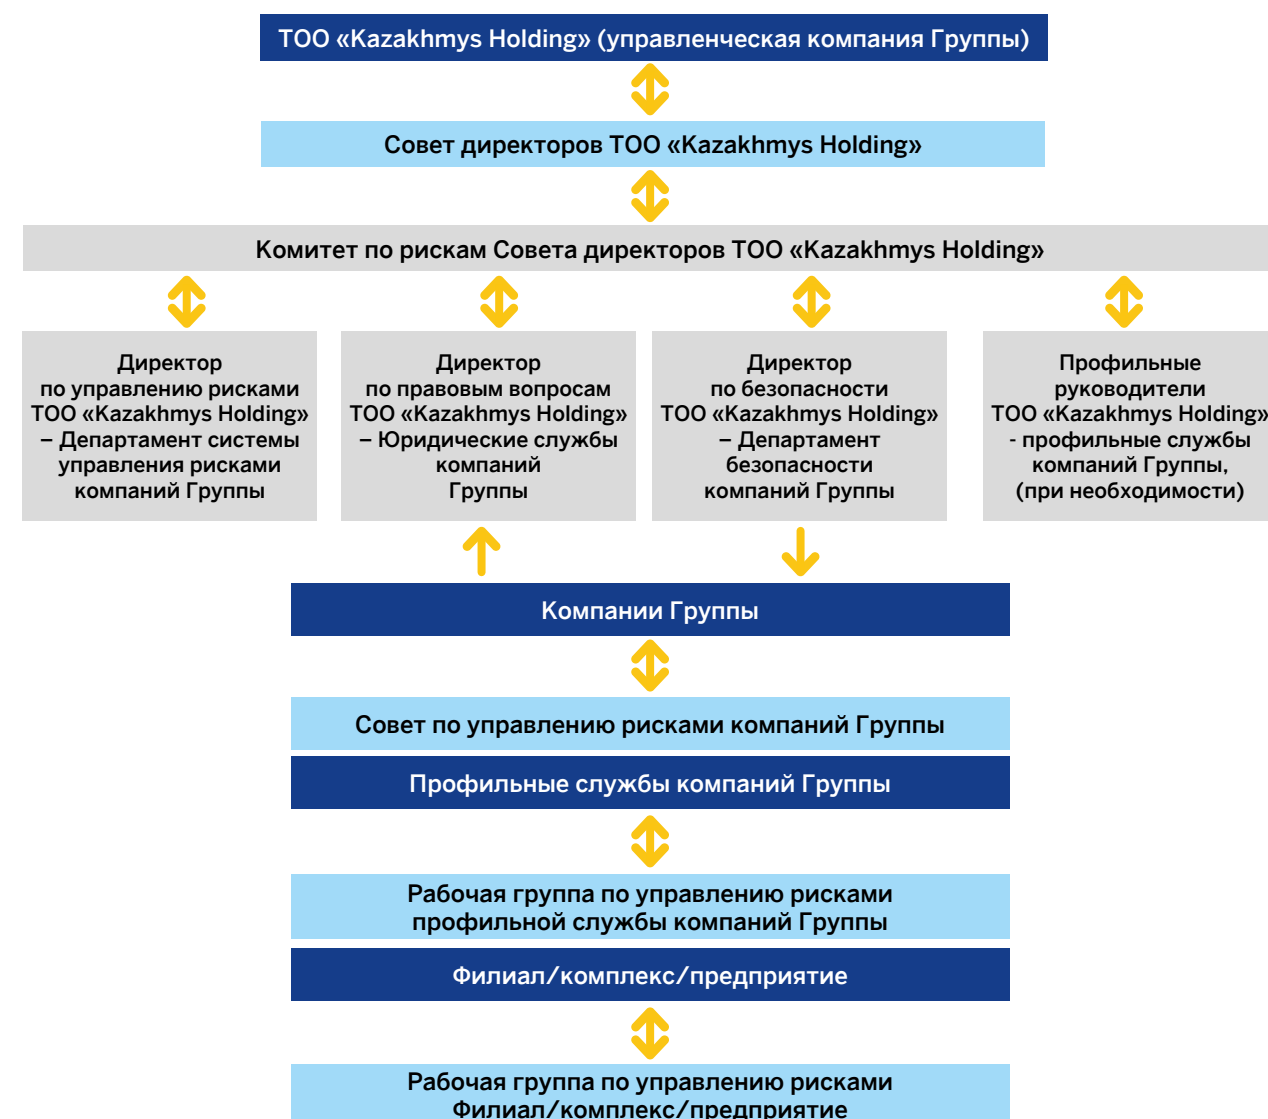 ТОО «Kazakhmys Holding» (управленческая компания Группы)
Совет директоров ТОО «Kazakhmys Holding»
Комитет по рискам Совета директоров ТОО «Kazakhmys Holding»
Директор
по управлению рисками
ТОО «Kazakhmys Holding»
– Департамент системы
управления рисками
компаний Группы
Директор
по правовым вопросам
ТОО «Kazakhmys Holding»
– Юридические службы
компаний
Группы
Директор
по безопасности
ТОО «Kazakhmys Holding»
– Департамент
безопасности
компаний Группы
Профильные
руководители
ТОО «Kazakhmys Holding»
- профильные службы
компаний Группы,
(при необходимости)
Компании Группы
Совет по управлению рисками компаний Группы
Профильные службы компаний Группы
Рабочая группа по управлению рисками
профильной службы компаний Группы
Филиал/комплекс/предприятие
Рабочая группа по управлению рисками
Филиал/комплекс/предприятие